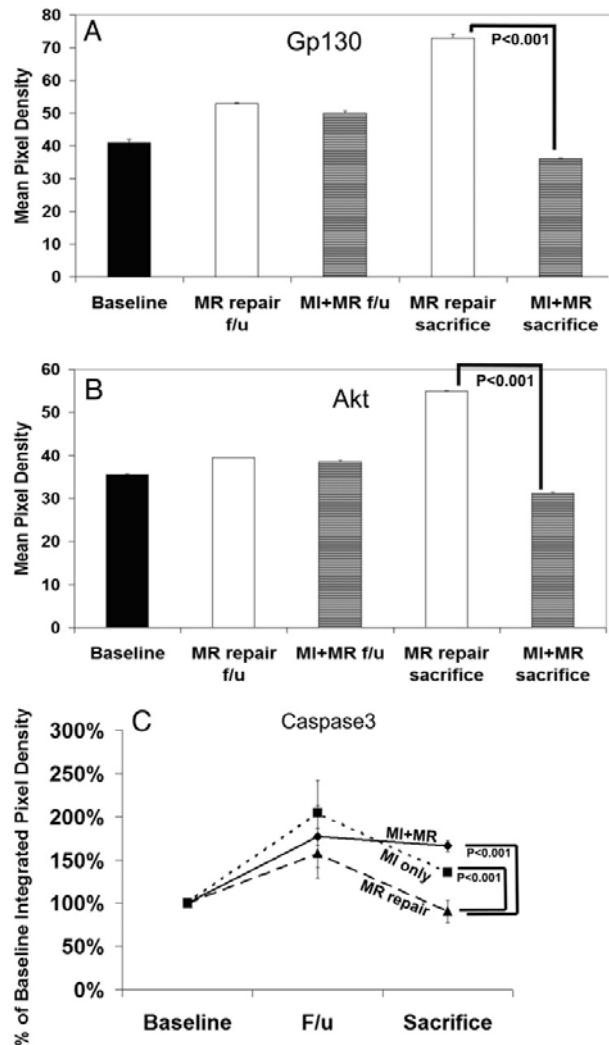 A
Gp130
P<0.001
Mean Pixel Density
80
70
60
50
40
30
20
10
0
Baseline
MR repair
f/u
MI+MR f/u
MR repair
sacrifice
MI+MR
sacrifice
B
Akt
P<0.001
Mean Pixel Density
60
50
40
30
20
10
0
Baseline
MR repair
f/u
MI+MR f/u
MR repair
sacrifice
MI+MR
sacrifice
C
Caspase3
% of Baseline Integrated Pixel Density
300%
250%
200%
150%
100%
50%
0%
MI+MR
MI only
MR repair
P<0.001
P<0.001
Baseline
F/u
Sacrifice